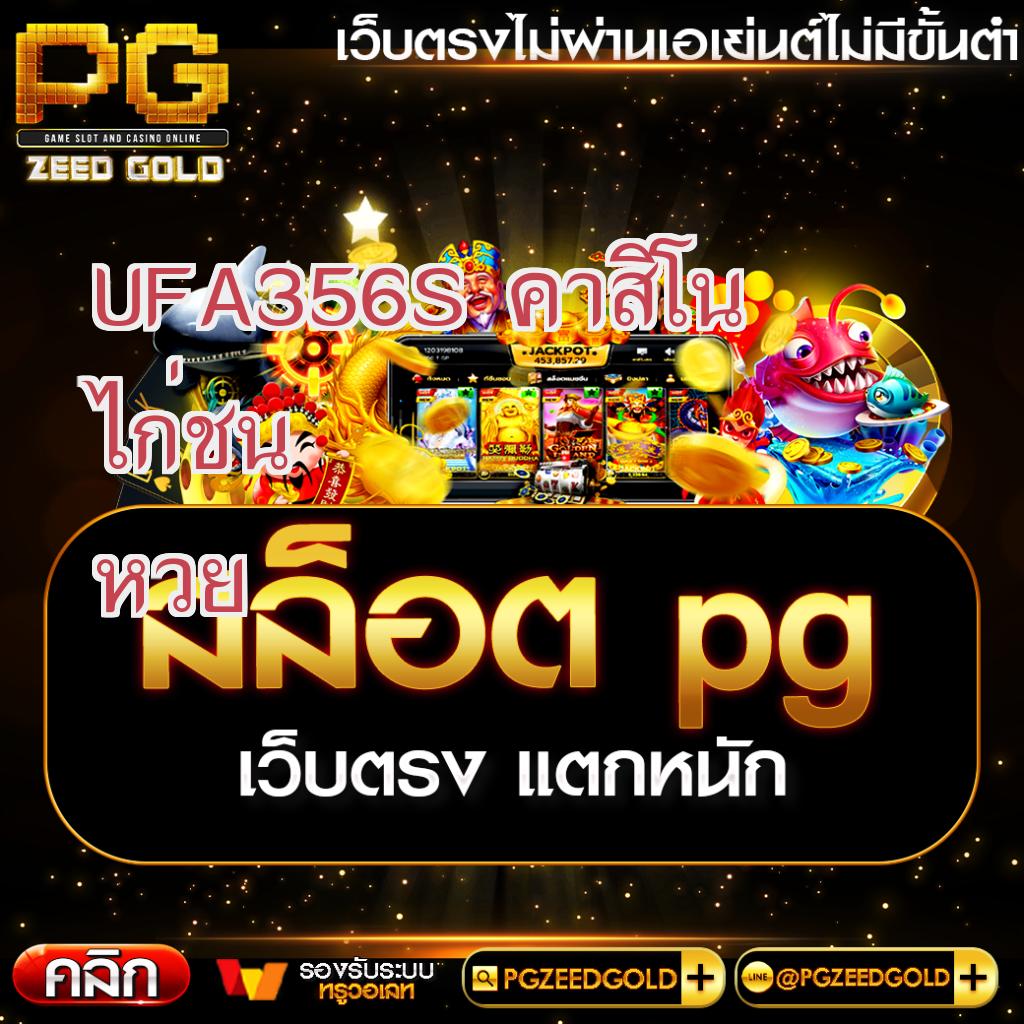 เว็บตรงไม่ผ่านเอเย่นต์ไม่มีขั้นต่ำ
PG
GAME SLOT AND CASINO ONLINE
ZEED GOLD
UFA356S คาสิโน
ไก่ชน
หวย
JACKPOT
453,857.29
สล็อต pg
เว็บตรง แตกหนัก
คลิก
รองรับระบบ
ทรูวอเลท
PGZEEDGOLD +
LINE @PGZEEDGOLD +